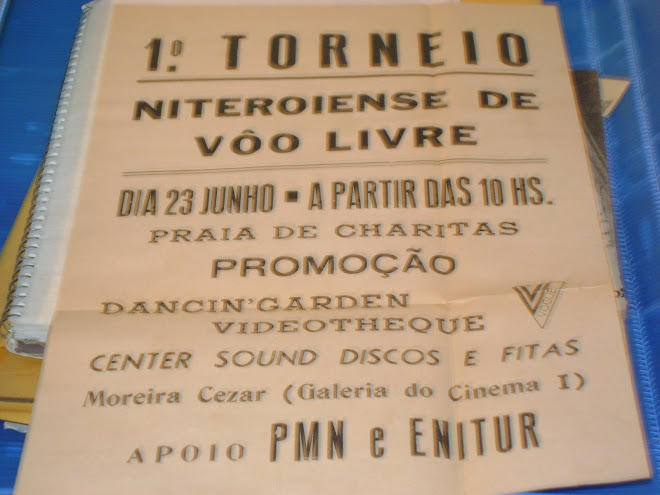 1.º TORNEIO
NITEROIENSE DE
VÔO LIVRE
DIA 23 JUNHO ▪ A PARTIR DAS 10 HS.
PRAIA DE CHARITAS
PROMOÇÃO
DANCIN'GARDEN
VIDEOTHEQUE
CENTER SOUND DISCOS E FITAS
Moreira Cezar (Galeria do Cinema I)
APOIO PMN e ENITUR